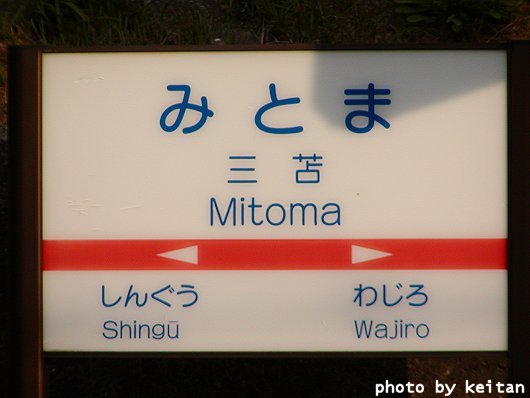 みとま
三苫
Mitoma
しんぐう わじろ
Shingū Wajiro
photo by keitan